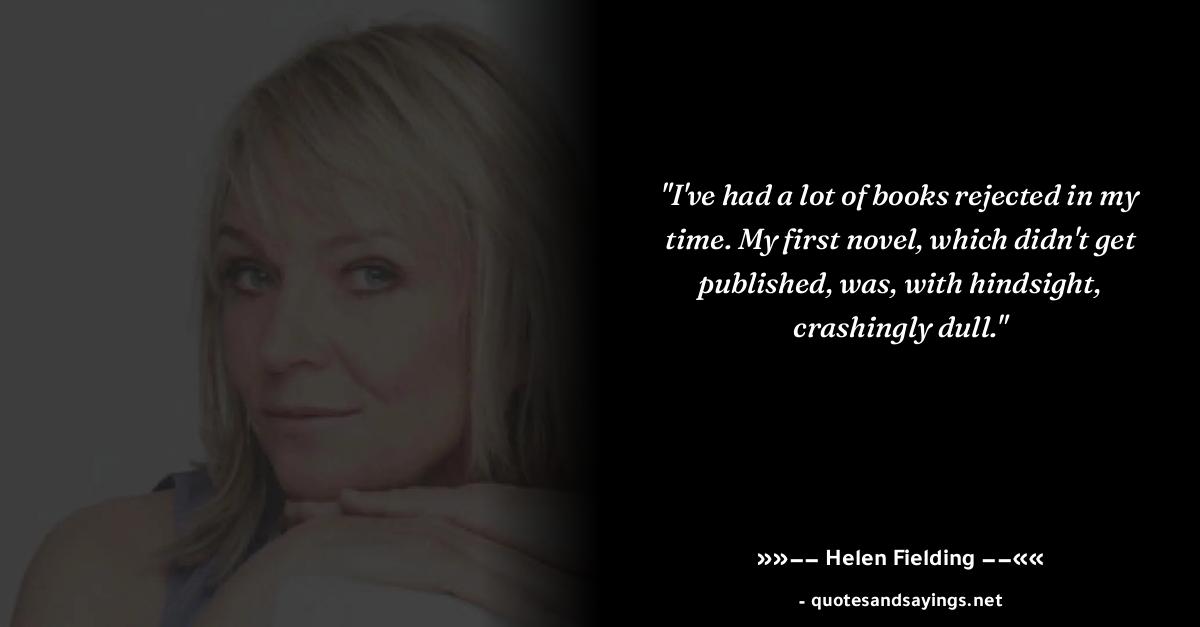 "I've had a lot of books rejected in my
time. My first novel, which didn't get
published, was, with hindsight,
crashingly dull."
»»−− Helen Fielding −−««
- quotesandsayings.net